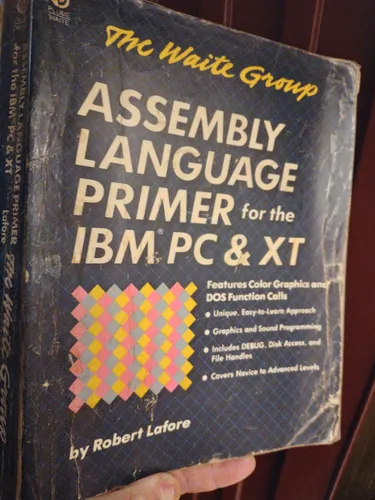 PLUME
WAITE
The Waite Group
ASSEMBLY
LANGUAGE
PRIMER for the
IBM® PC & XT
Features Color Graphics and
DOS Function Calls
• Unique, Easy-to-Learn Approach
• Graphics and Sound Programming
• Includes DEBUG, Disk Access, and
File Handles
• Covers Novice to Advanced Levels
by Robert Lafore
ASSEMBLY LANGUAGE PRIMER
for the IBM PC & XT
Lafore
The Waite Group